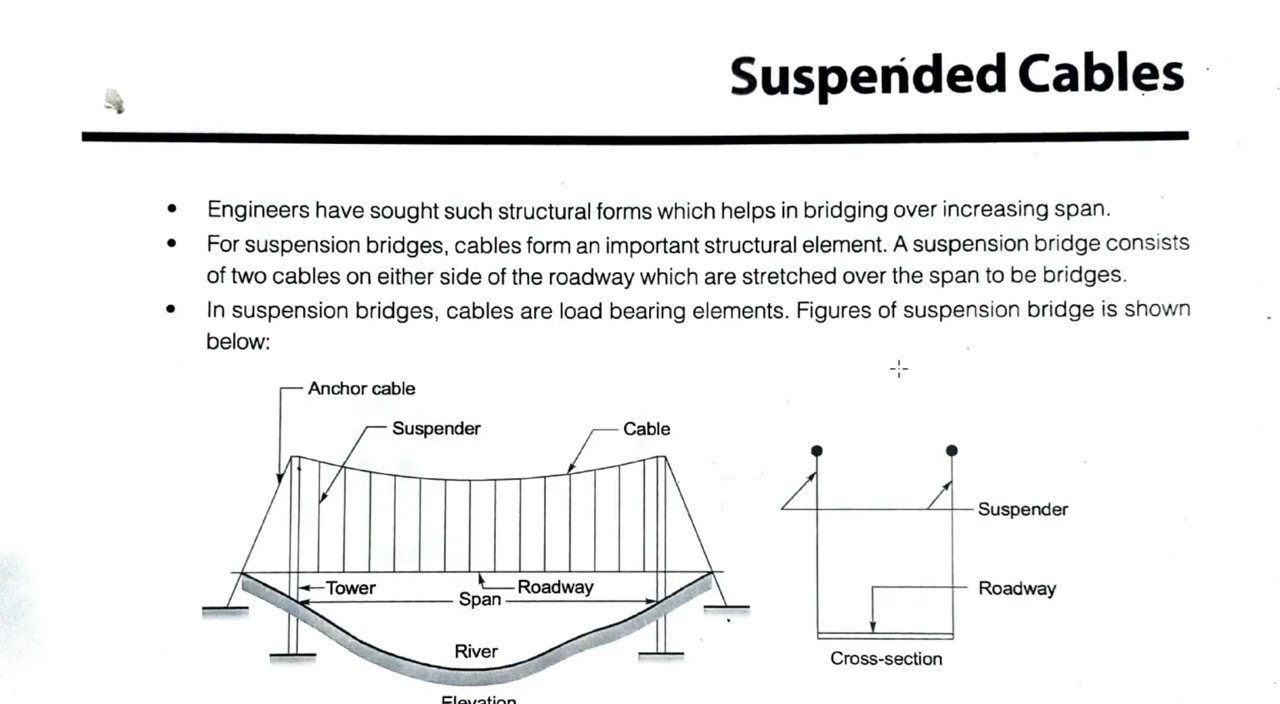 Suspended Cables
• Engineers have sought such structural forms which helps in bridging over increasing span.
• For suspension bridges, cables form an important structural element. A suspension bridge consists
of two cables on either side of the roadway which are stretched over the span to be bridges.
• In suspension bridges, cables are load bearing elements. Figures of suspension bridge is shown
below:
Anchor cable
Suspender
Cable
Suspender
Tower
Roadway
Span
Roadway
River
Cross-section
Elevation